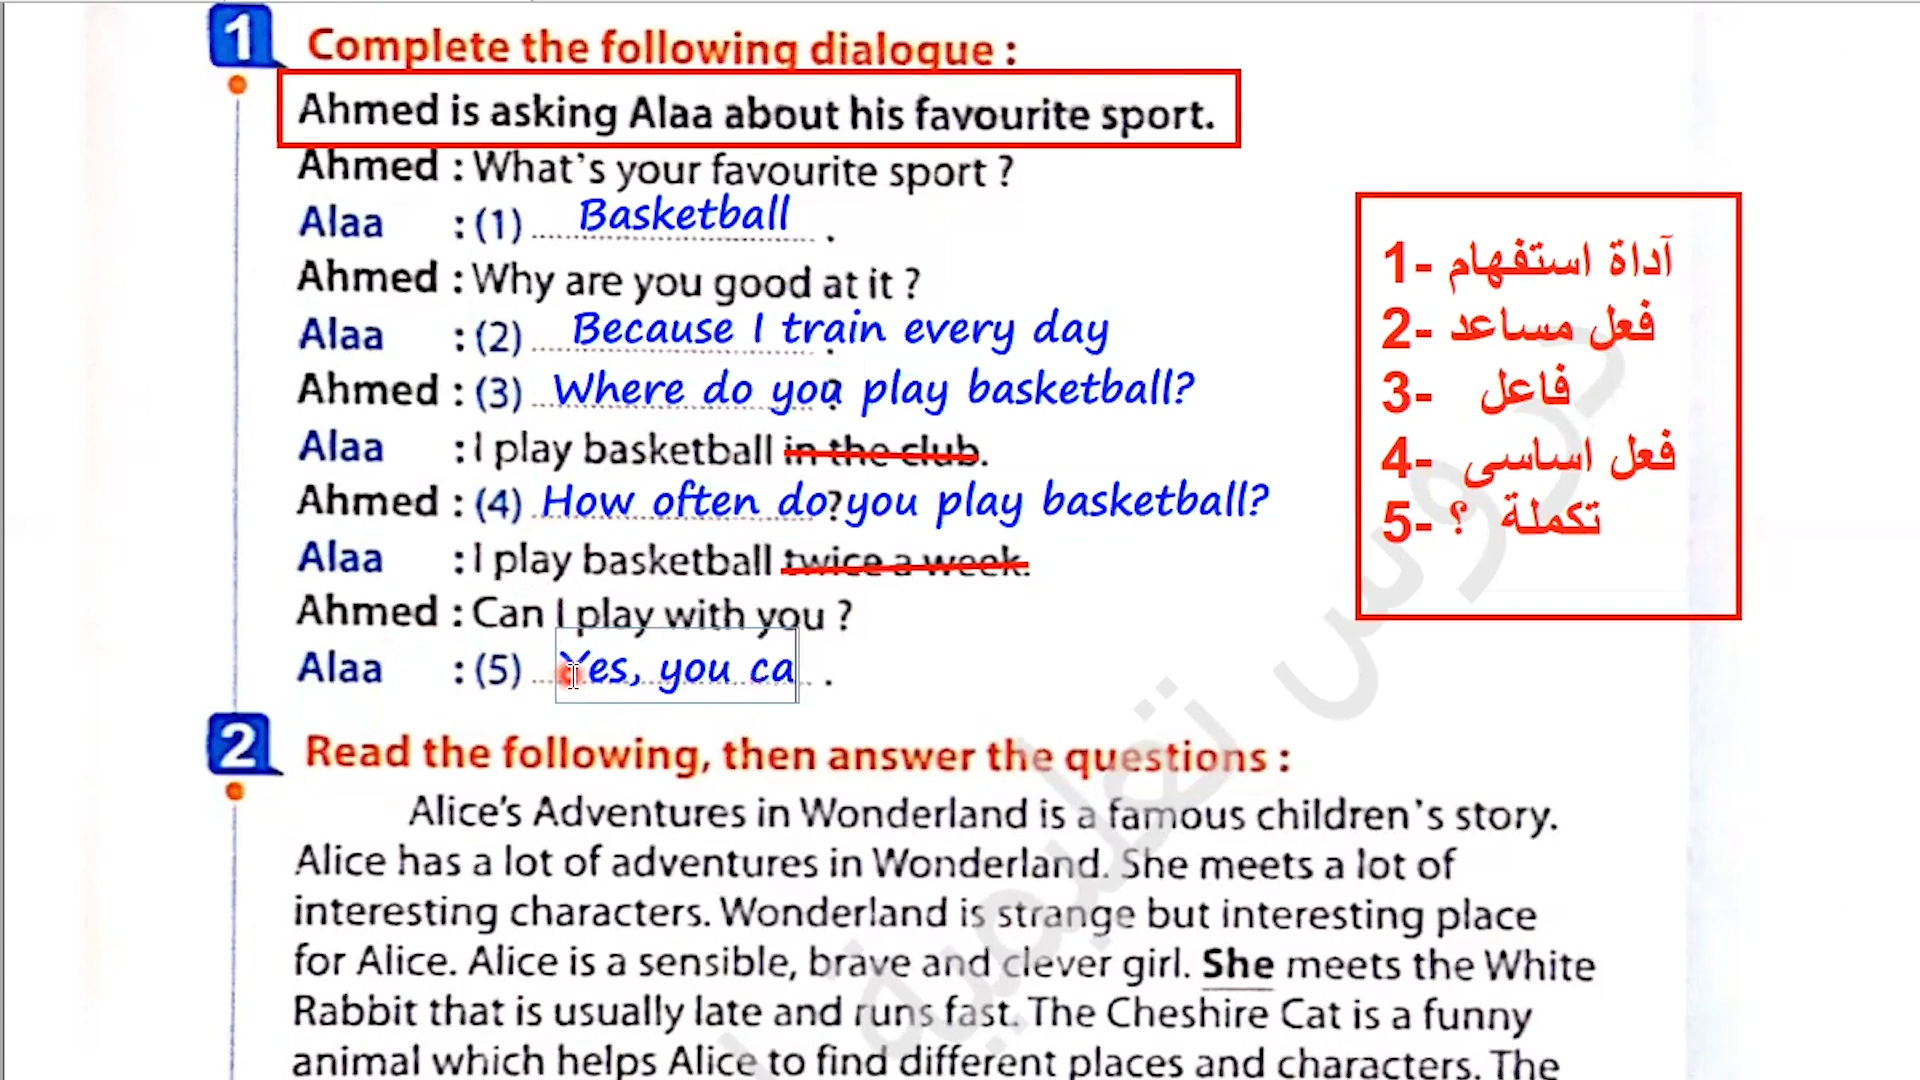 1 Complete the following dialogue :
Ahmed is asking Alaa about his favourite sport.
Ahmed : What's your favourite sport ?
Alaa : (1) Basketball .
Ahmed : Why are you good at it ?
Alaa : (2) Because I train every day .
Ahmed : (3) Where do you play basketball? ?
Alaa : I play basketball in the club.
Ahmed : (4) How often do ? you play basketball?
Alaa : I play basketball twice a week.
Ahmed : Can I play with you ?
Alaa : (5) Yes, you ca .
1- آداة استفهام
2- فعل مساعد
3- فاعل
4- فعل اساسى
5- تكملة ؟
2 Read the following, then answer the questions :
Alice's Adventures in Wonderland is a famous children's story.
Alice has a lot of adventures in Wonderland. She meets a lot of
interesting characters. Wonderland is strange but interesting place
for Alice. Alice is a sensible, brave and clever girl. She meets the White
Rabbit that is usually late and runs fast. The Cheshire Cat is a funny
animal which helps Alice to find different places and characters. The
دروس تعليمية